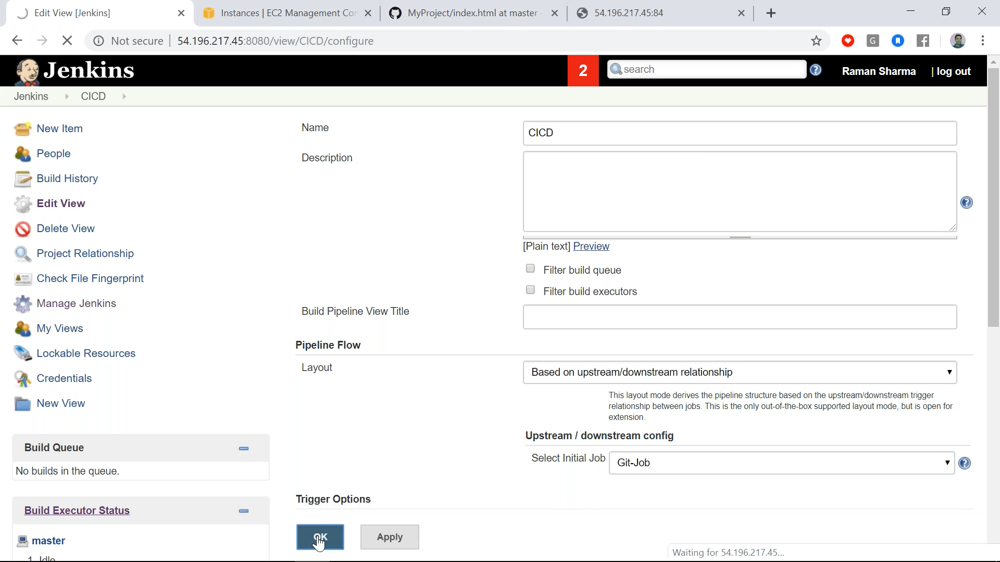 Edit View [Jenkins]
Instances | EC2 Management Con
MyProject/index.html at master
54.196.217.45:84
Not secure
54.196.217.45:8080/view/CICD/configure
Jenkins
2
search
Raman Sharma
| log out
Jenkins
CICD
New Item
People
Build History
Edit View
Delete View
Project Relationship
Check File Fingerprint
Manage Jenkins
My Views
Lockable Resources
Credentials
New View
Build Queue
No builds in the queue.
Build Executor Status
master
1 Idle
Name
CICD
Description
[Plain text] Preview
Filter build queue
Filter build executors
Build Pipeline View Title
Pipeline Flow
Layout
Based on upstream/downstream relationship
This layout mode derives the pipeline structure based on the upstream/downstream trigger
relationship between jobs. This is the only out-of-the-box supported layout mode, but is open for
extension.
Upstream / downstream config
Select Initial Job
Git-Job
Trigger Options
OK
Apply
Waiting for 54.196.217.45...